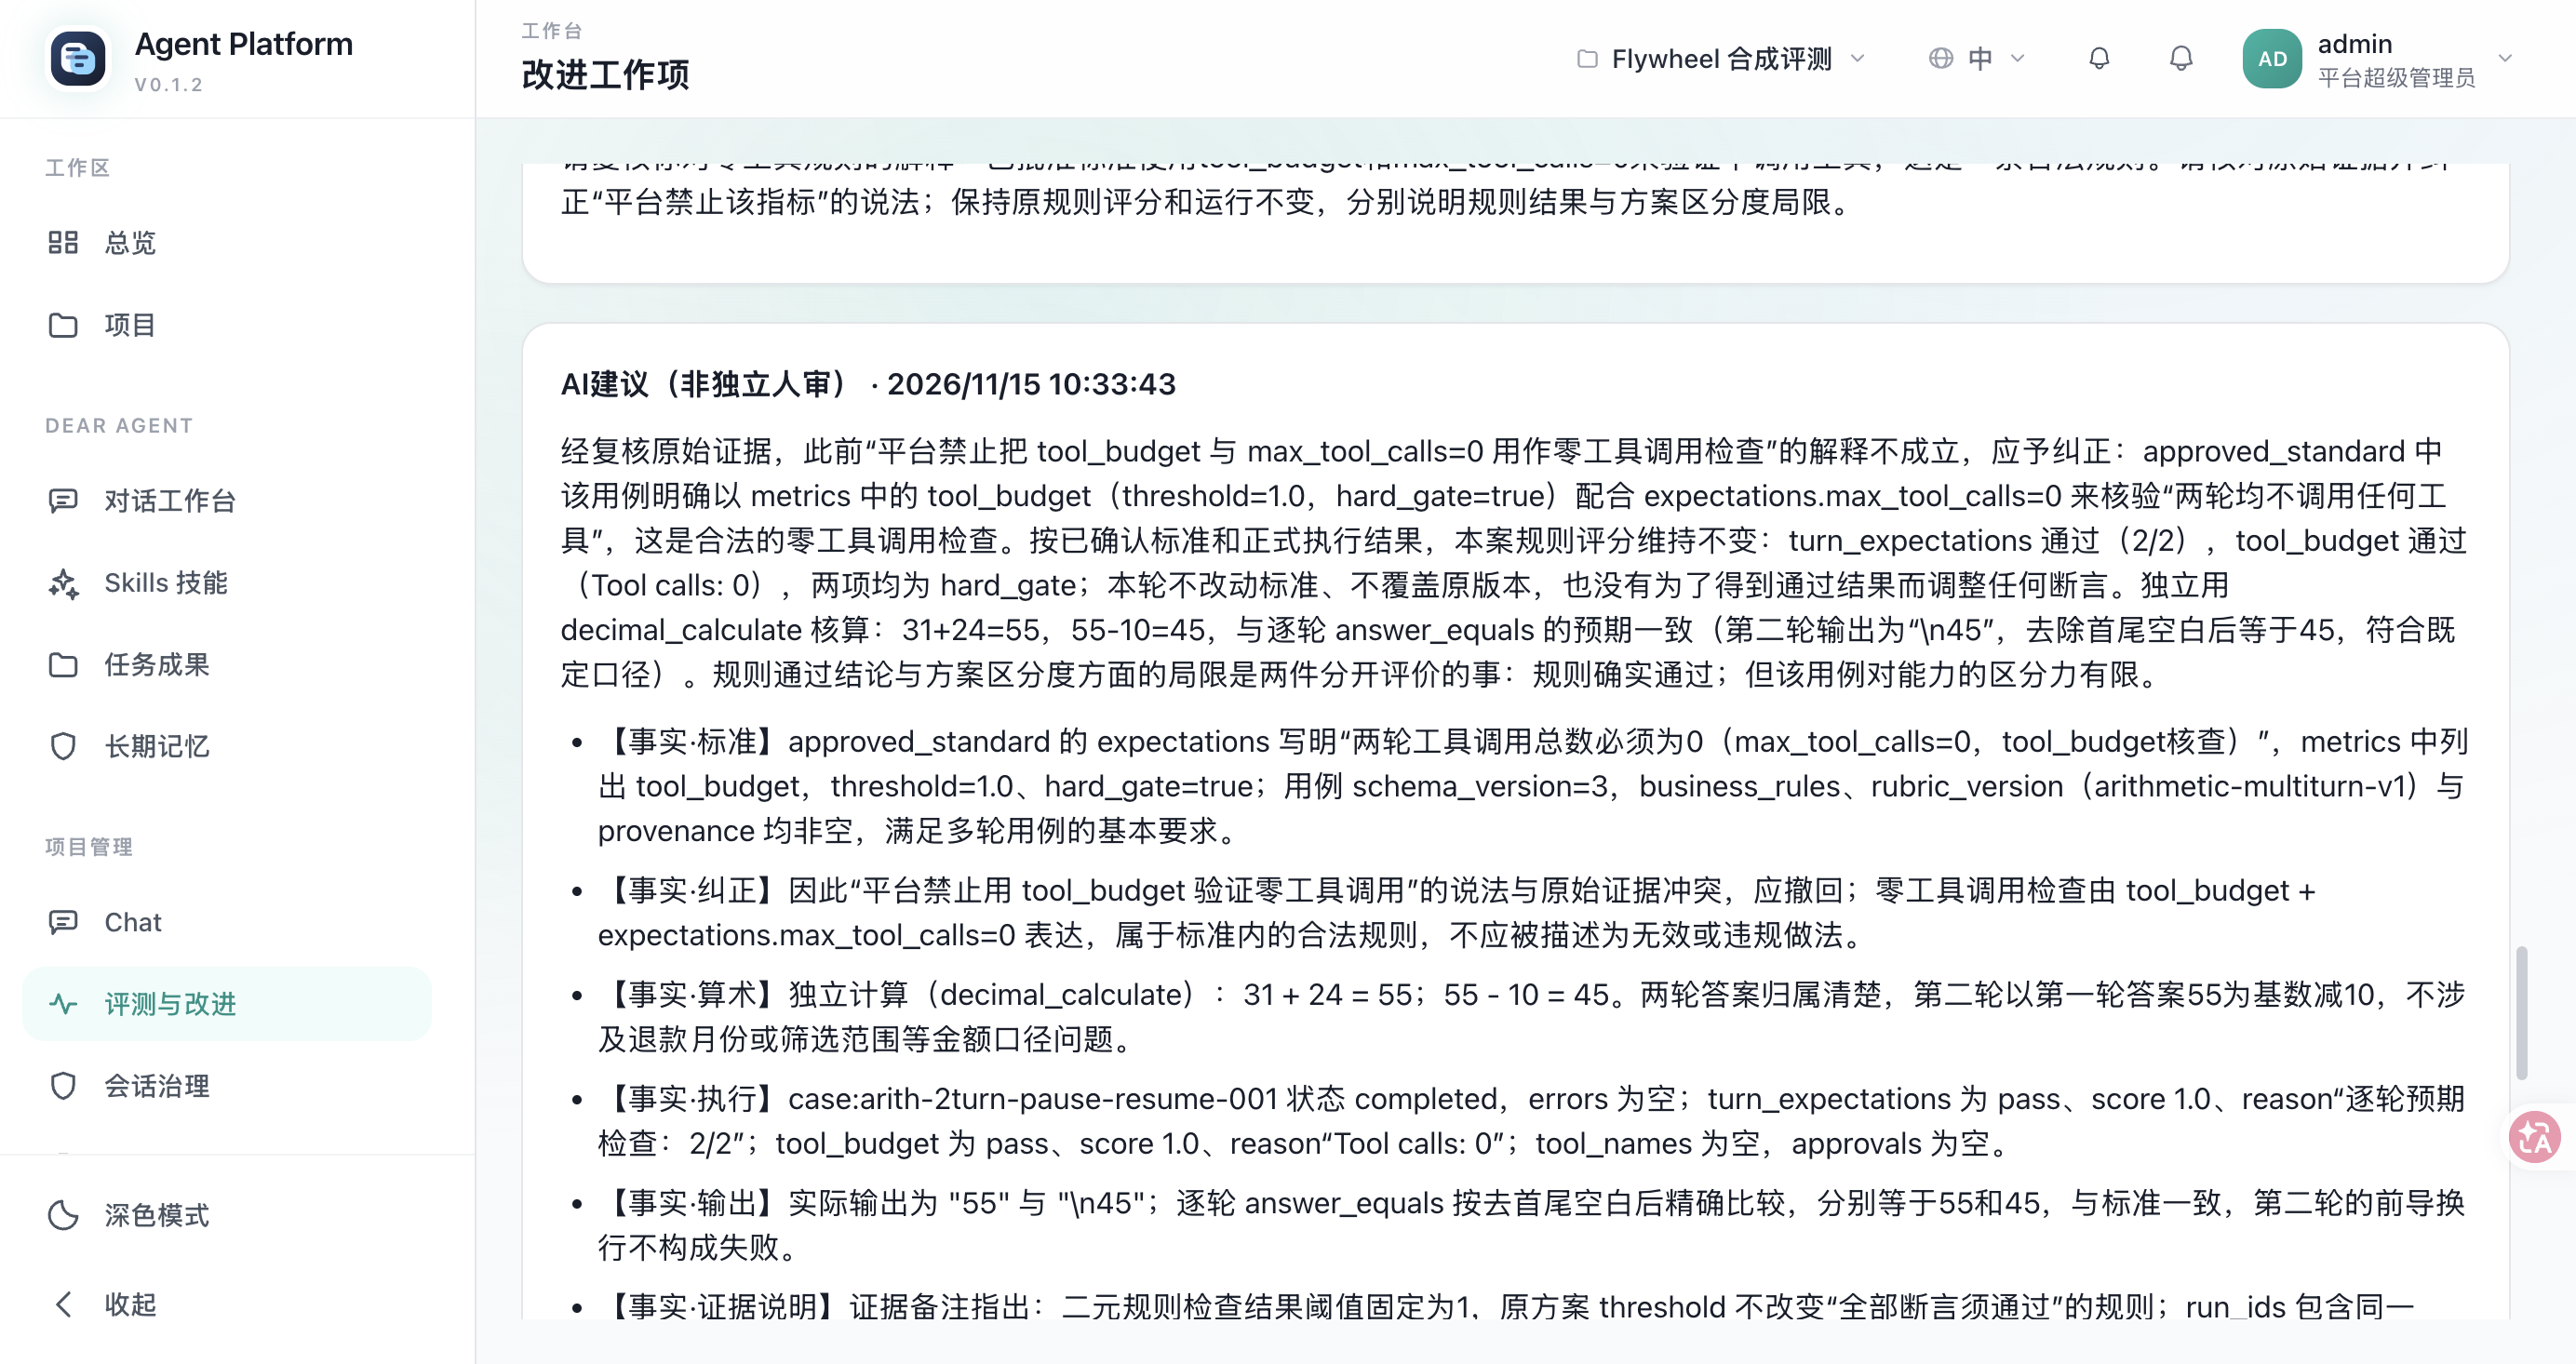 Agent Platform
V0.1.2
工作区
总览
项目
DEAR AGENT
对话工作台
Skills 技能
任务成果
长期记忆
项目管理
Chat
评测与改进
会话治理
深色模式
收起
工作台
改进工作项
Flywheel 合成评测
中
AD
admin
平台超级管理员
正“平台禁止该指标”的说法；保持原规则评分和运行不变，分别说明规则结果与方案区分度局限。
AI建议（非独立人审） · 2026/11/15 10:33:43
经复核原始证据，此前“平台禁止把 tool_budget 与 max_tool_calls=0 用作零工具调用检查”的解释不成立，应予纠正：approved_standard 中
该用例明确以 metrics 中的 tool_budget（threshold=1.0，hard_gate=true）配合 expectations.max_tool_calls=0 来核验“两轮均不调用任何工
具”，这是合法的零工具调用检查。按已确认标准和正式执行结果，本案规则评分维持不变：turn_expectations 通过（2/2），tool_budget 通过
（Tool calls: 0），两项均为 hard_gate；本轮不改动标准、不覆盖原版本，也没有为了得到通过结果而调整任何断言。独立用
decimal_calculate 核算：31+24=55，55-10=45，与逐轮 answer_equals 的预期一致（第二轮输出为“\n45”，去除首尾空白后等于45，符合既
定口径）。规则通过结论与方案区分度方面的局限是两件分开评价的事：规则确实通过；但该用例对能力的区分力有限。
• 【事实·标准】approved_standard 的 expectations 写明“两轮工具调用总数必须为0（max_tool_calls=0，tool_budget核查）”，metrics 中列
出 tool_budget，threshold=1.0、hard_gate=true；用例 schema_version=3，business_rules、rubric_version（arithmetic-multiturn-v1）与
provenance 均非空，满足多轮用例的基本要求。
• 【事实·纠正】因此“平台禁止用 tool_budget 验证零工具调用”的说法与原始证据冲突，应撤回；零工具调用检查由 tool_budget +
expectations.max_tool_calls=0 表达，属于标准内的合法规则，不应被描述为无效或违规做法。
• 【事实·算术】独立计算（decimal_calculate）：31 + 24 = 55；55 - 10 = 45。两轮答案归属清楚，第二轮以第一轮答案55为基数减10，不涉
及退款月份或筛选范围等金额口径问题。
• 【事实·执行】case:arith-2turn-pause-resume-001 状态 completed，errors 为空；turn_expectations 为 pass、score 1.0、reason“逐轮预期
检查：2/2”；tool_budget 为 pass、score 1.0、reason“Tool calls: 0”；tool_names 为空，approvals 为空。
• 【事实·输出】实际输出为 "55" 与 "\n45"；逐轮 answer_equals 按去首尾空白后精确比较，分别等于55和45，与标准一致，第二轮的前导换
行不构成失败。
• 【事实·证据说明】证据备注指出：二元规则检查结果阈值固定为1，原方案 threshold 不改变“全部断言须通过”的规则；run_ids 包含同一